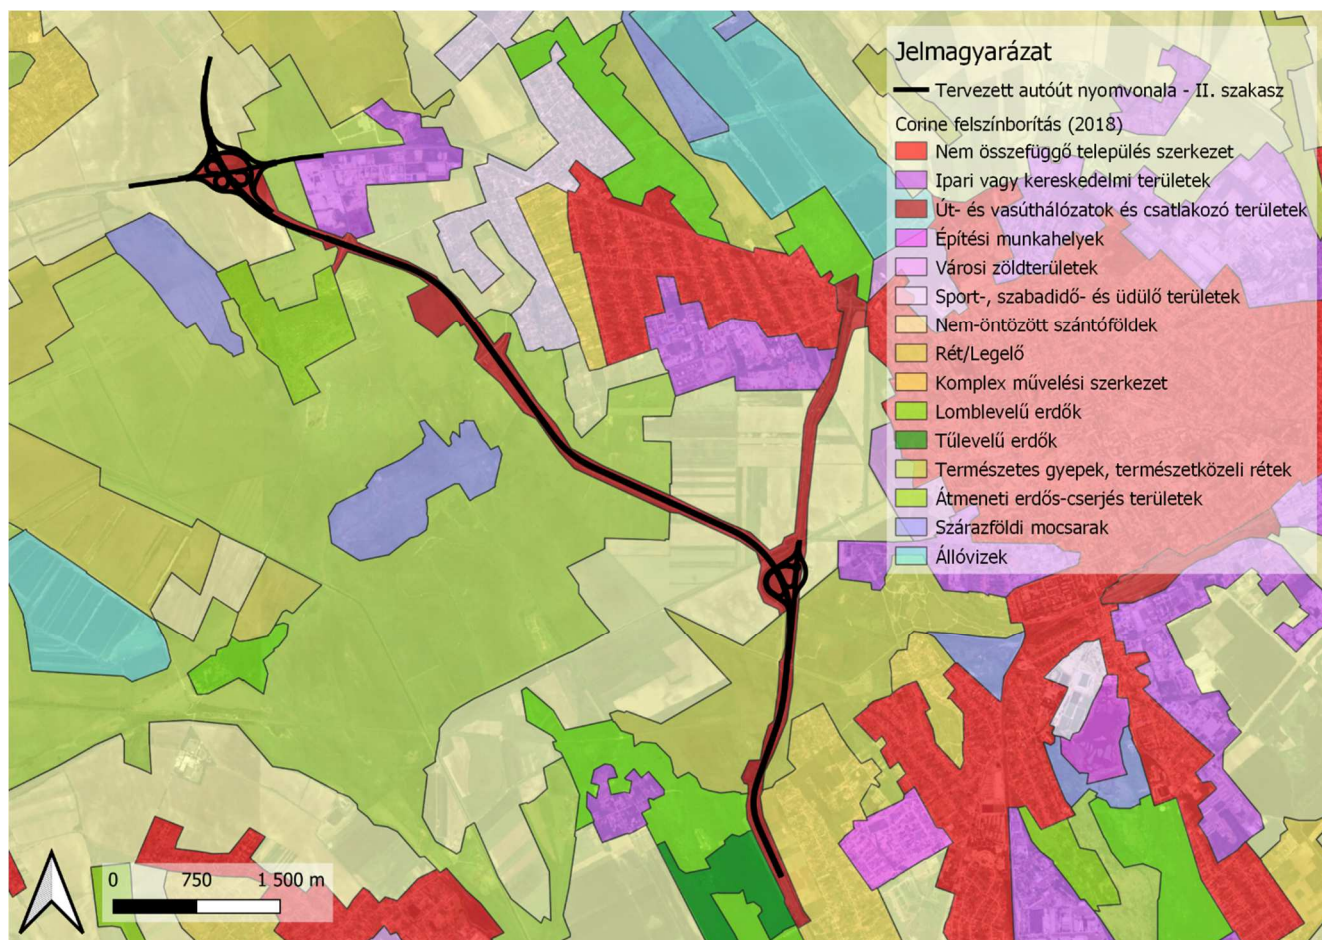 Jelmagyarázat
Tervezett autóút nyomvonala - II. szakasz
Corine felszínborítás (2018)
Nem összefüggő település szerkezet
Ipari vagy kereskedelmi területek
Út- és vasúthálózatok és csatlakozó területek
Építési munkahelyek
Városi zöldterületek
Sport-, szabadidő- és üdülő területek
Nem-öntözött szántóföldek
Rét/Legelő
Komplex művelési szerkezet
Lomblevelű erdők
Tűlevelű erdők
Természetes gyepek, természetközeli rétek
Átmeneti erdős-cserjés területek
Szárazföldi mocsarak
Állóvizek
0 750 1 500 m